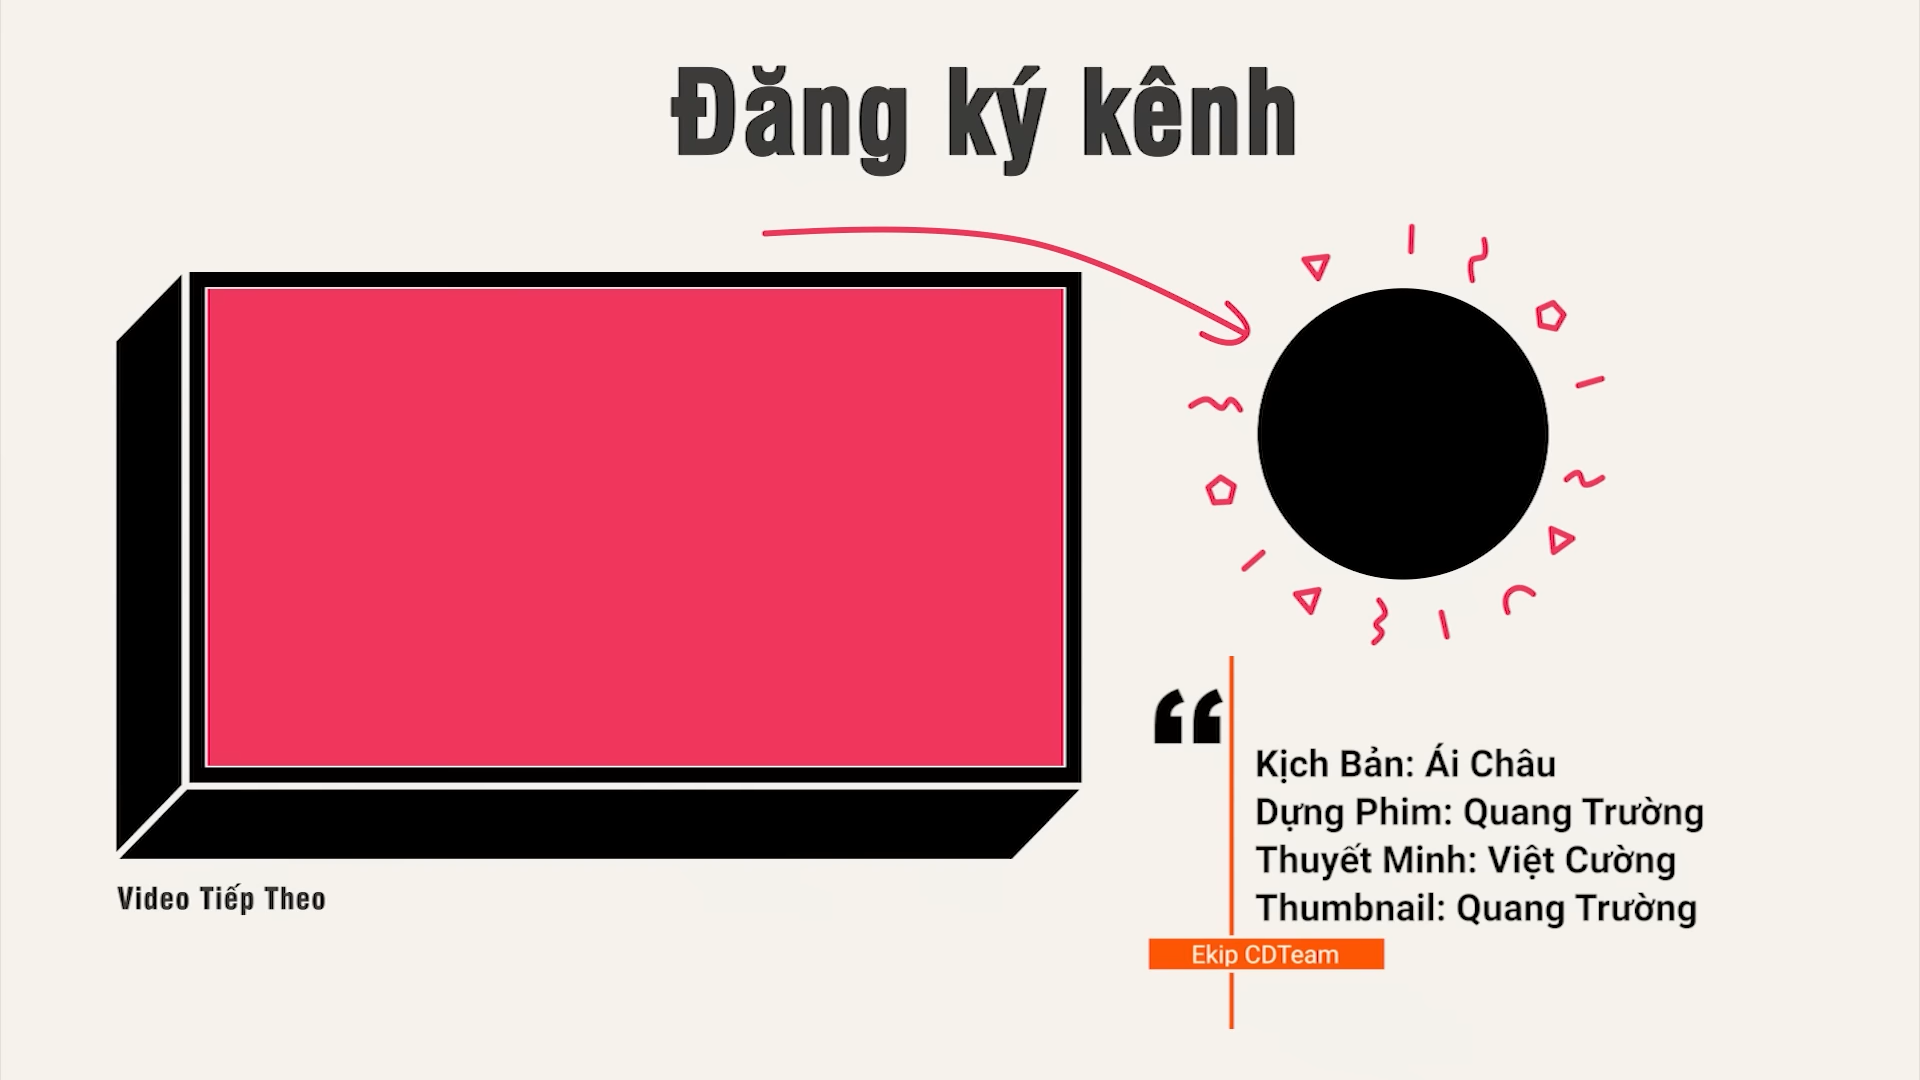 Đăng ký kênh
Video Tiếp Theo
Kịch Bản: Ái Châu
Dựng Phim: Quang Trường
Thuyết Minh: Việt Cường
Thumbnail: Quang Trường
Ekip CDTeam